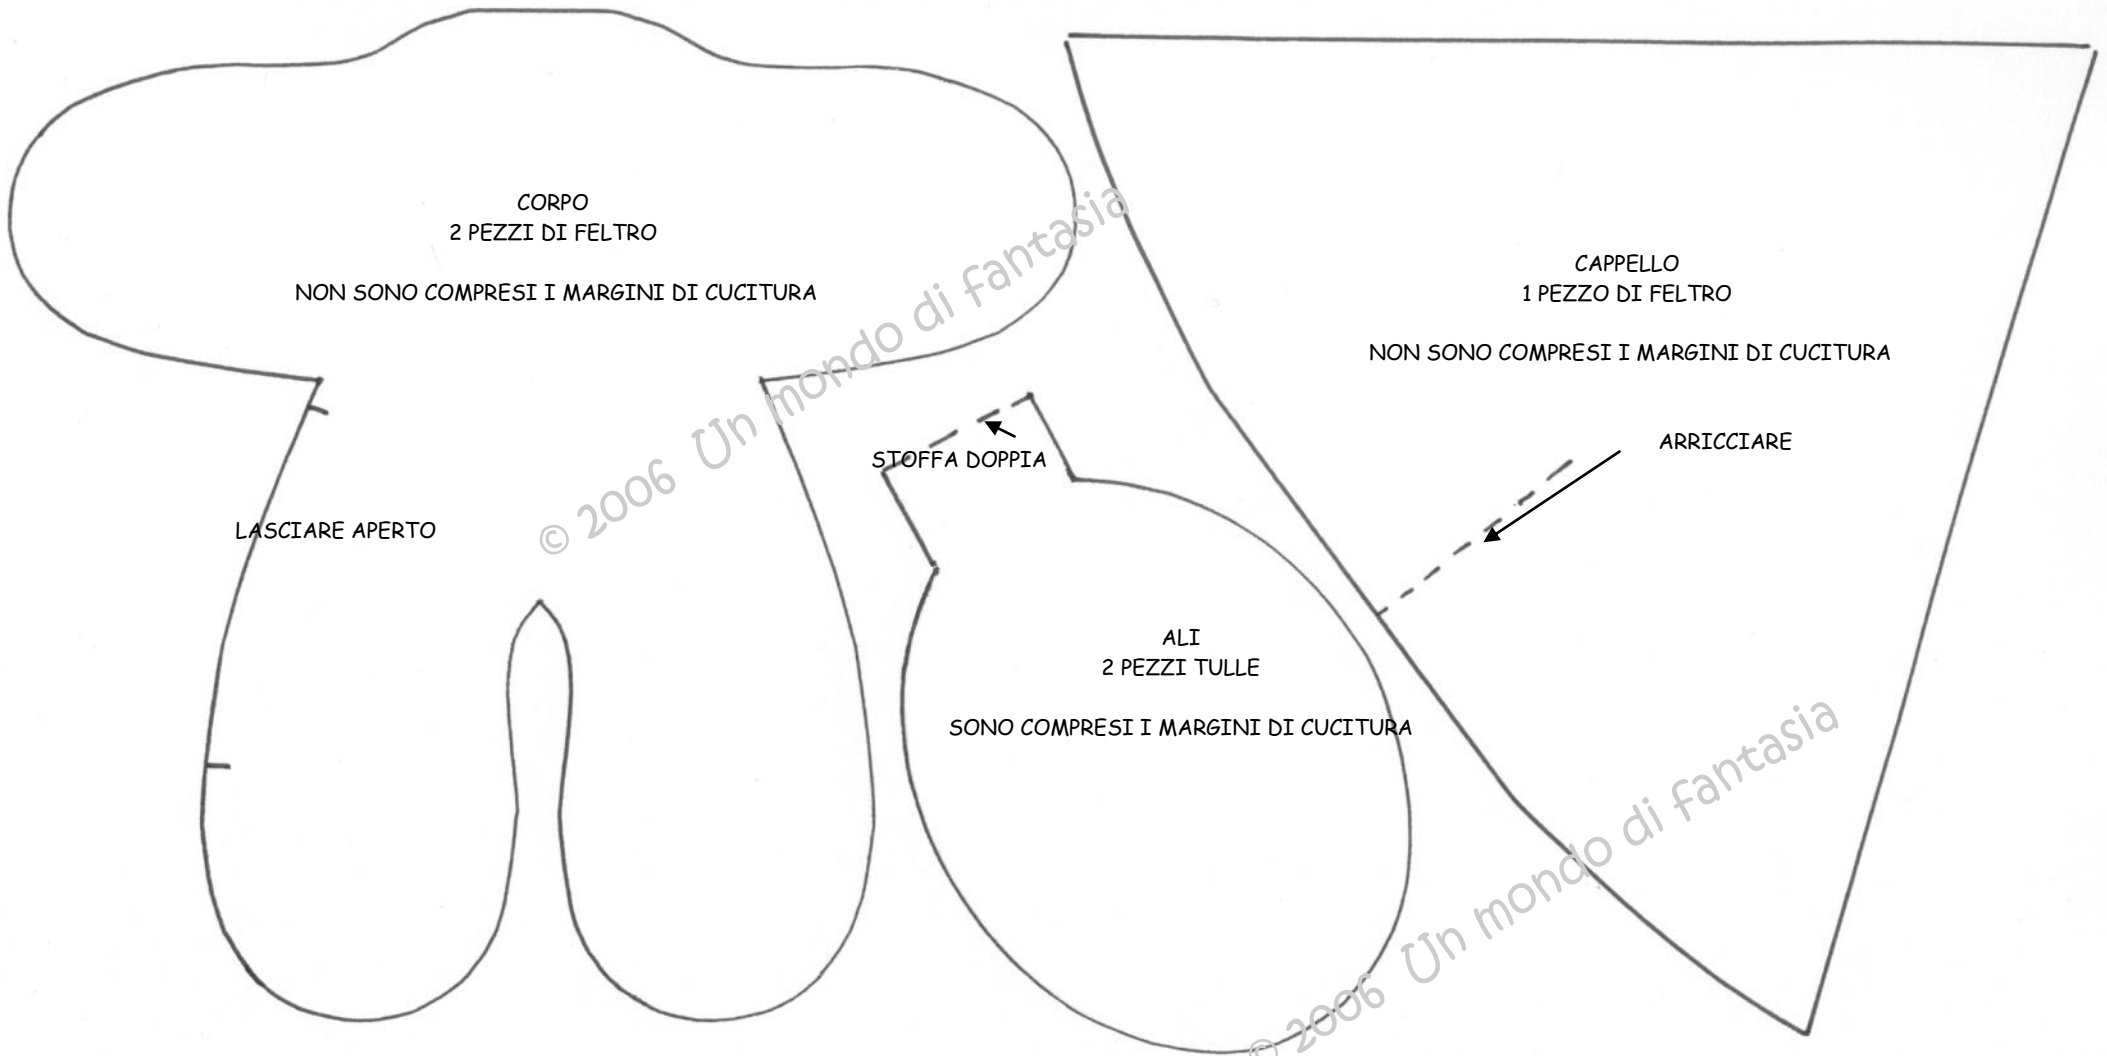 CORPO
2 PEZZI DI FELTRO
NON SONO COMPRESI I MARGINI DI CUCITURA
LASCIARE APERTO
© 2006 Un mondo di fantasia
STOFFA DOPPIA
ALI
2 PEZZI TULLE
SONO COMPRESI I MARGINI DI CUCITURA
CAPPELLO
1 PEZZO DI FELTRO
NON SONO COMPRESI I MARGINI DI CUCITURA
ARRICCIARE
© 2006 Un mondo di fantasia